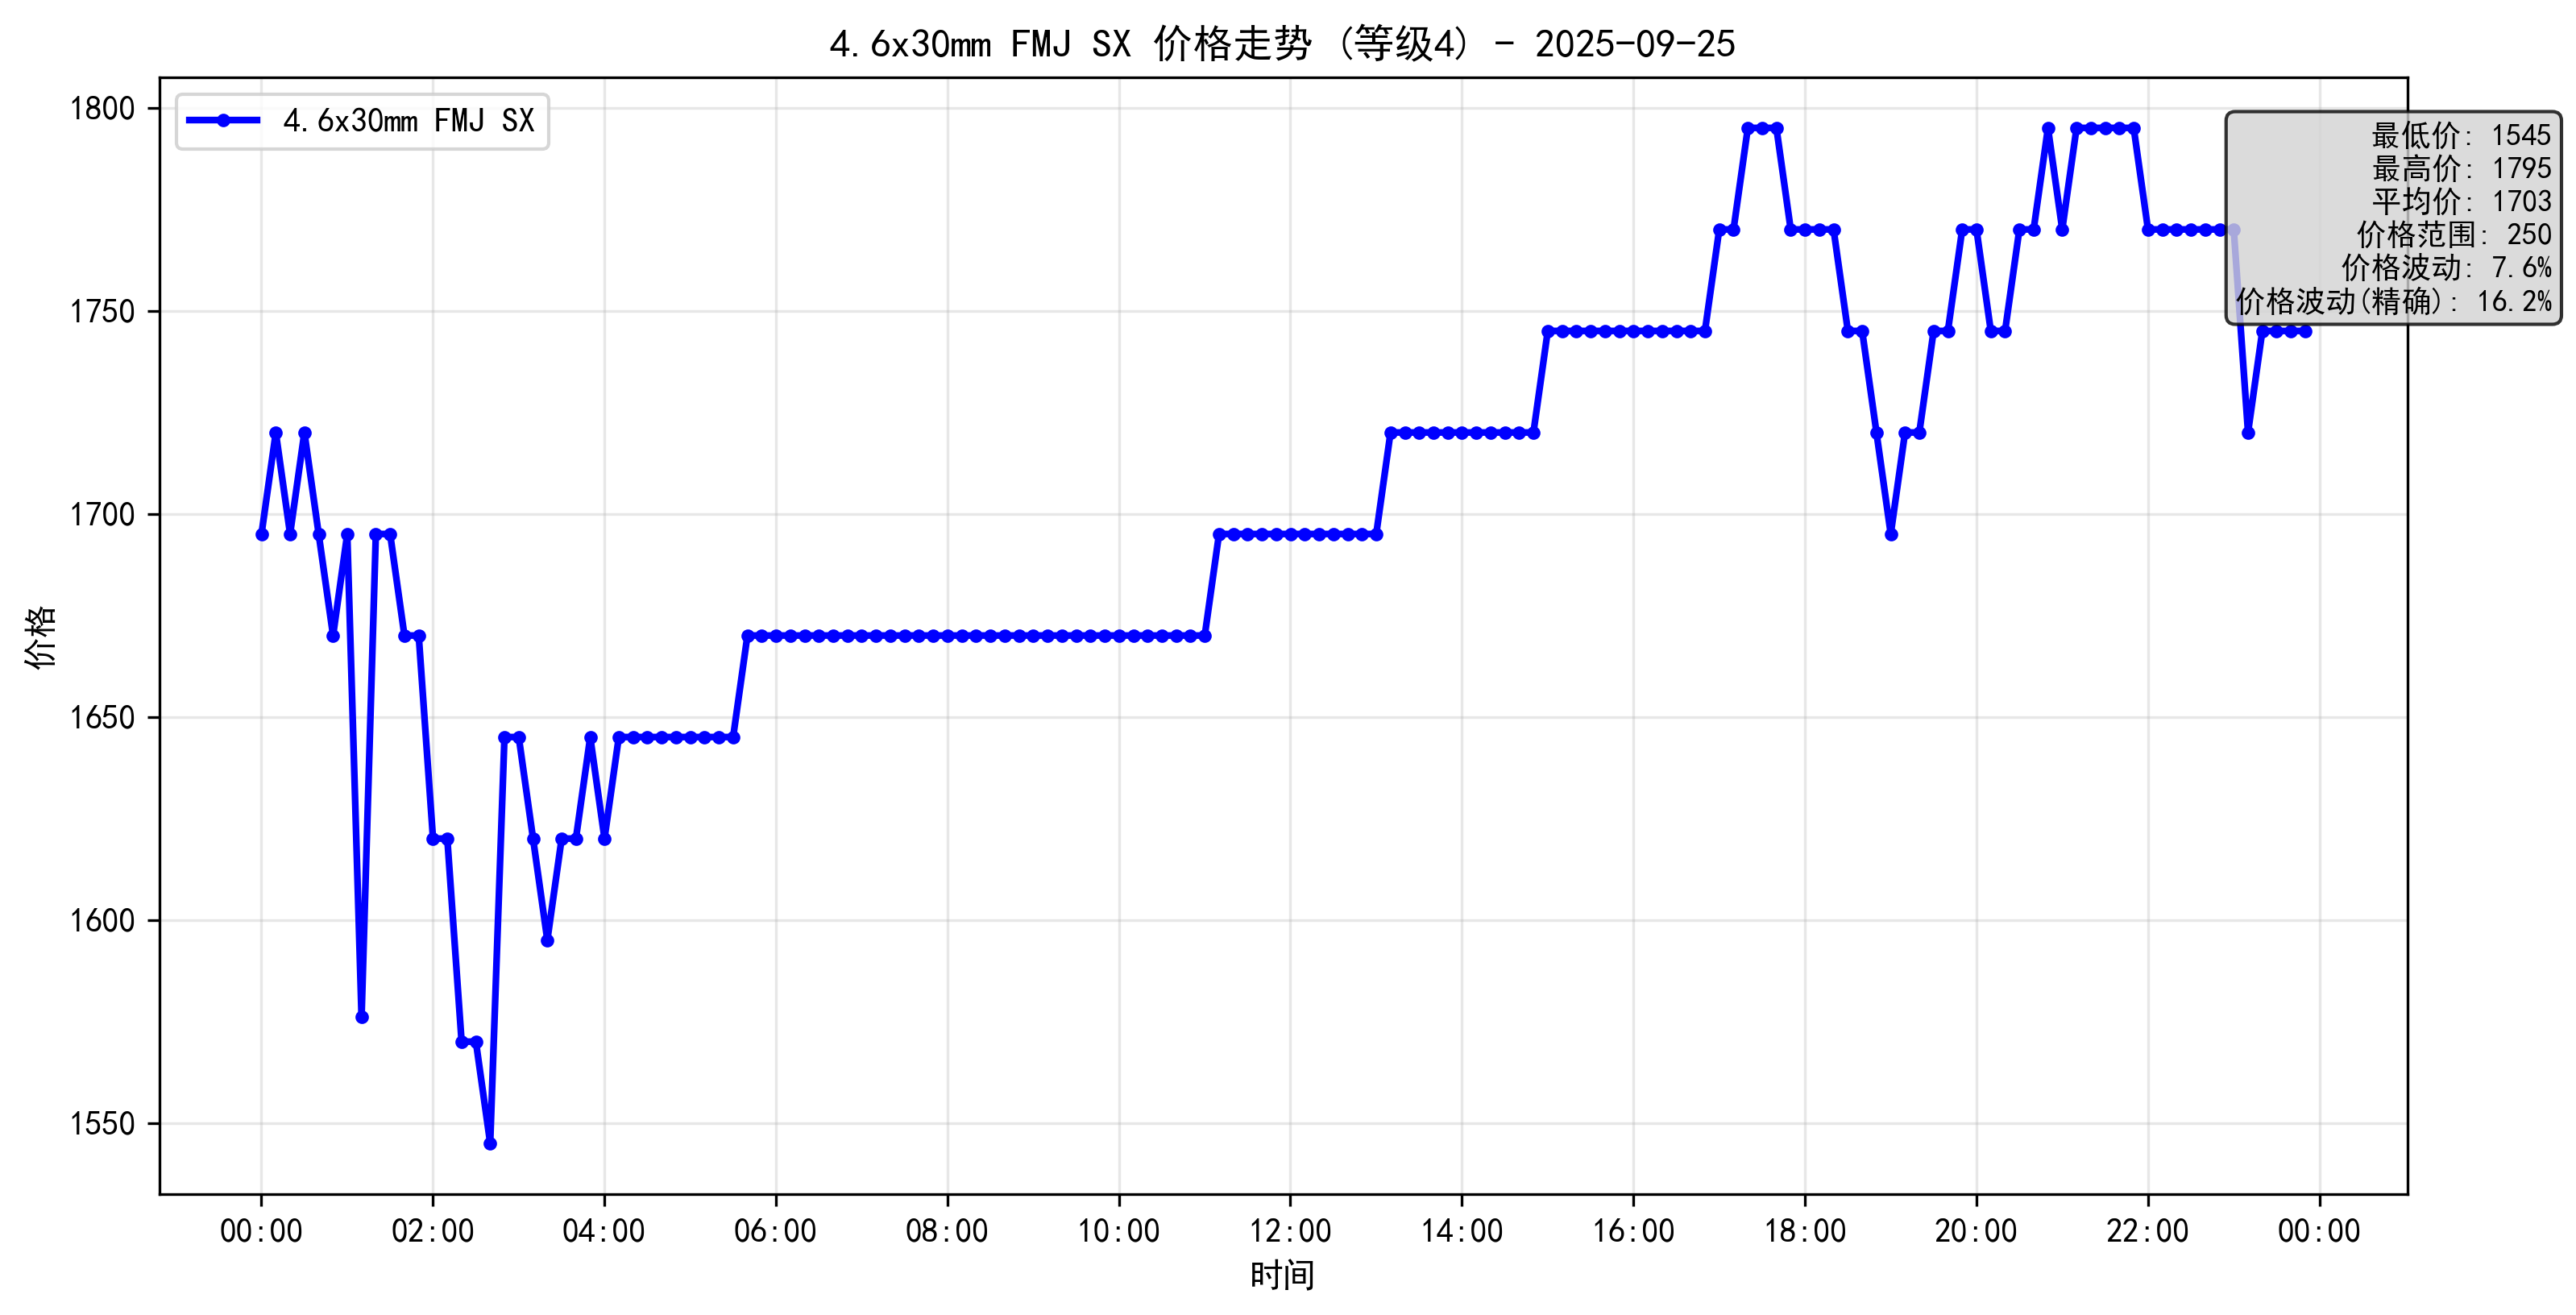 4.6x30mm FMJ SX 价格走势 (等级4) - 2025-09-25
4.6x30mm FMJ SX
最低价: 1545
最高价: 1795
平均价: 1703
价格范围: 250
价格波动: 7.6%
价格波动(精确): 16.2%
价格
1800
1750
1700
1650
1600
1550
00:00 02:00 04:00 06:00 08:00 10:00 12:00 14:00 16:00 18:00 20:00 22:00 00:00
时间